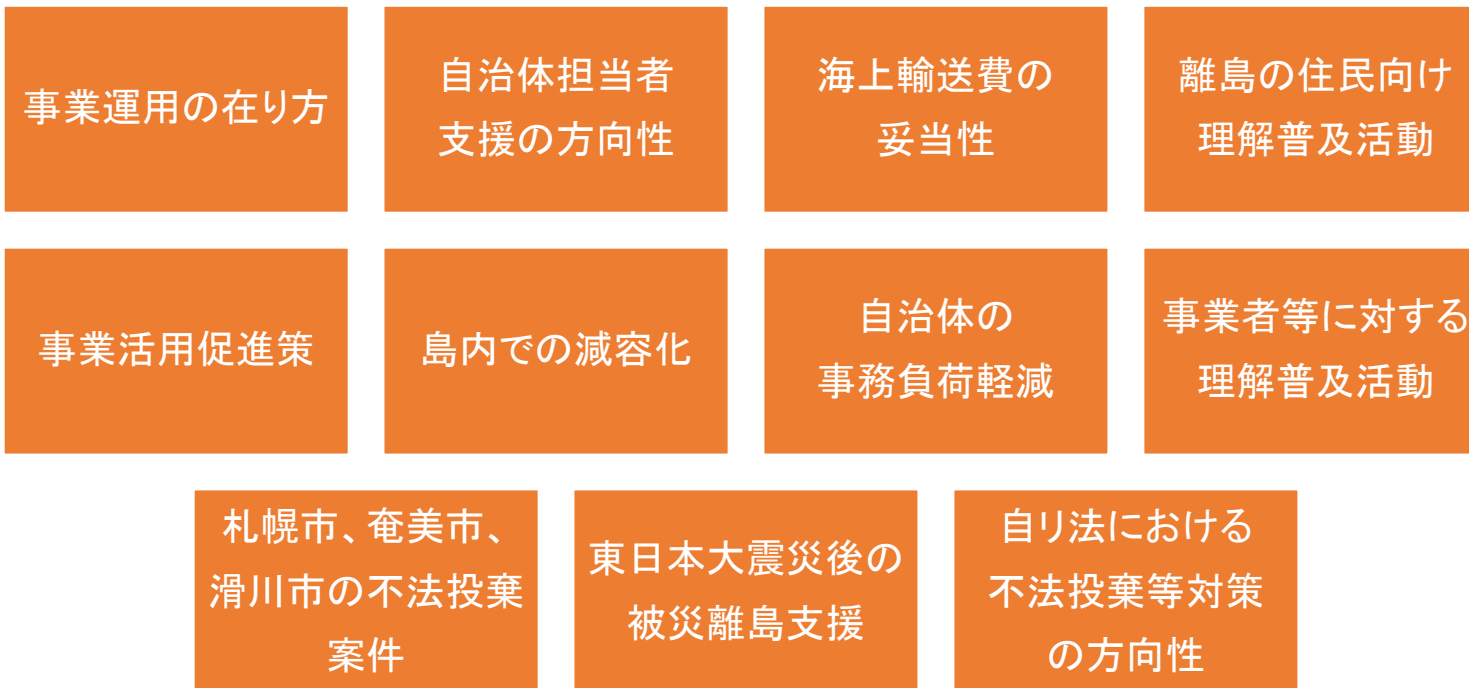 事業運用の在り方
自治体担当者
支援の方向性
海上輸送費の
妥当性
離島の住民向け
理解普及活動
事業活用促進策
島内での減容化
自治体の
事務負荷軽減
事業者等に対する
理解普及活動
札幌市、奄美市、
滑川市の不法投棄
案件
東日本大震災後の
被災離島支援
自リ法における
不法投棄等対策
の方向性